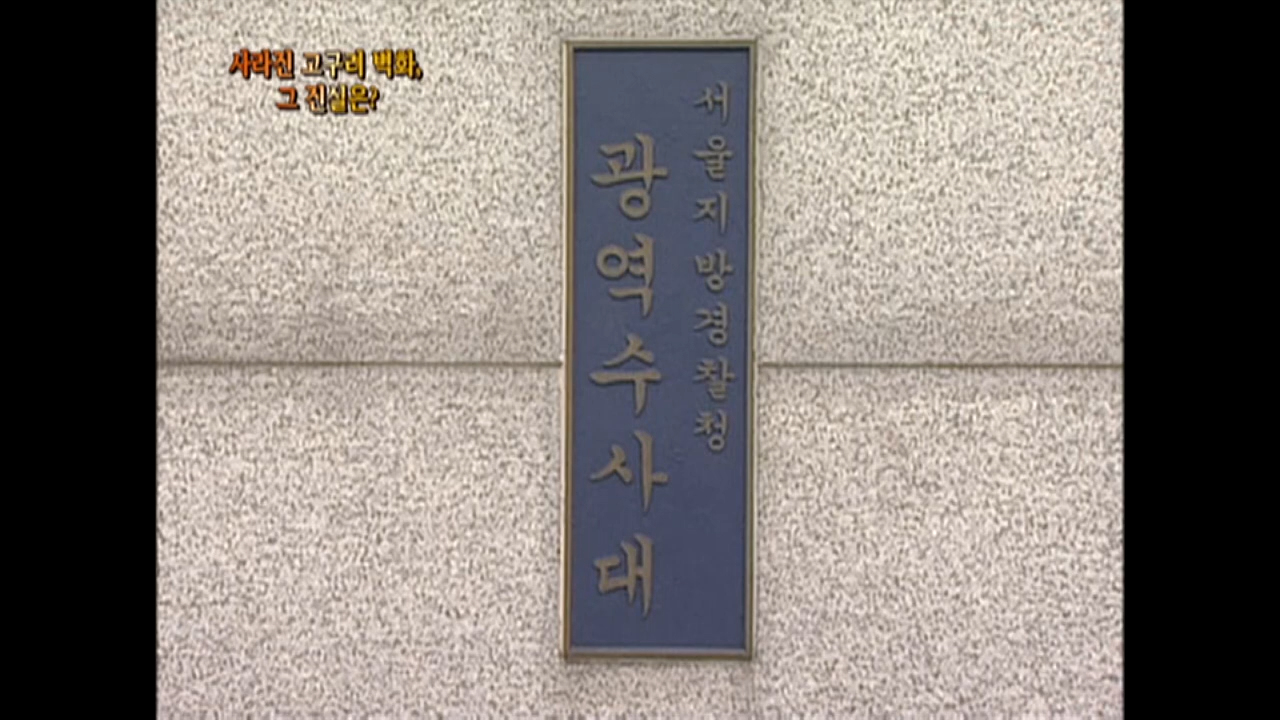 사라진 고구려 벽화,
그 진실은?
서울지방경찰청
광역수사대